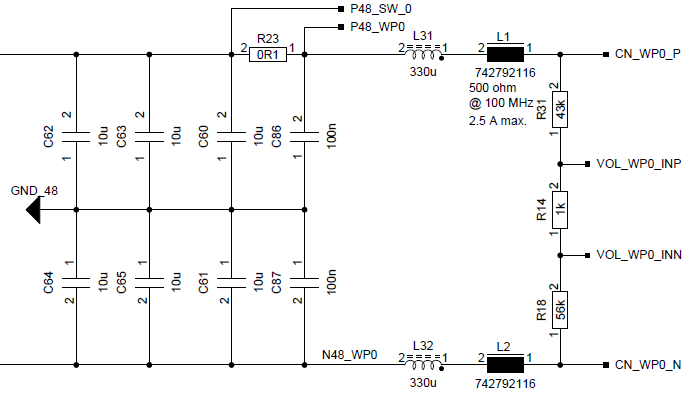 P48_SW_0
P48_WP0
R23
2 0R1 1
L31
2 1
330u
L1
2 1
742792116
500 ohm
@ 100 MHz
2.5 A max.
CN_WP0_P
2
R31 43k
1
C62 2 1 10u
C63 2 1 10u
C60 2 1 10u
C86 2 1 100n
VOL_WP0_INP
GND_48
2
R14 1k
1
VOL_WP0_INN
C64 1 2 10u
C65 1 2 10u
C61 1 2 10u
C87 1 2 100n
2
R18 56k
1
N48_WP0
L32
2 1
330u
L2
2 1
742792116
CN_WP0_N